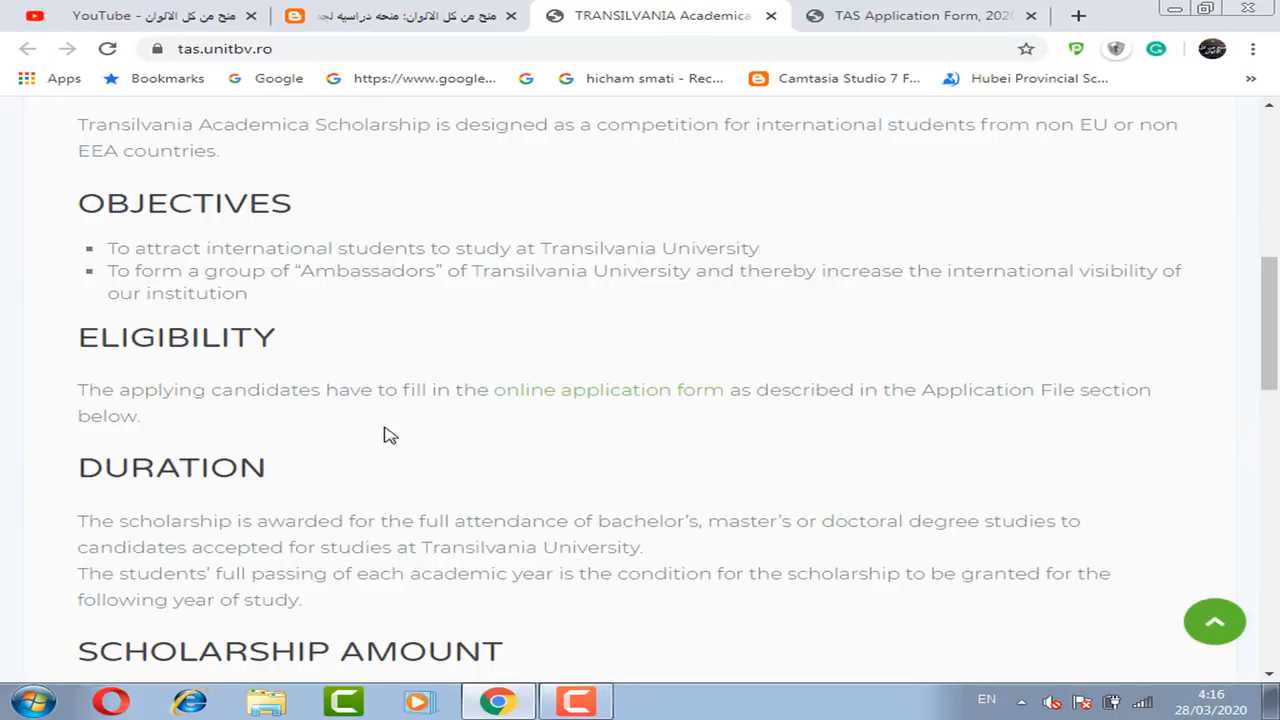 YouTube - منح من كل الالوان
منح من كل الالوان: منحه دراسيه لجم
TRANSILVANIA Academica
TAS Application Form, 2020
tas.unitbv.ro
Apps Bookmarks Google https://www.google... hicham smati - Rec... Camtasia Studio 7 F... Hubei Provincial Sc... »
Transilvania Academica Scholarship is designed as a competition for international students from non EU or non
EEA countries.
OBJECTIVES
To attract international students to study at Transilvania University
To form a group of “Ambassadors” of Transilvania University and thereby increase the international visibility of
our institution
ELIGIBILITY
The applying candidates have to fill in the online application form as described in the Application File section
below.
DURATION
The scholarship is awarded for the full attendance of bachelor’s, master’s or doctoral degree studies to
candidates accepted for studies at Transilvania University.
The students’ full passing of each academic year is the condition for the scholarship to be granted for the
following year of study.
SCHOLARSHIP AMOUNT
EN
4:16
28/03/2020